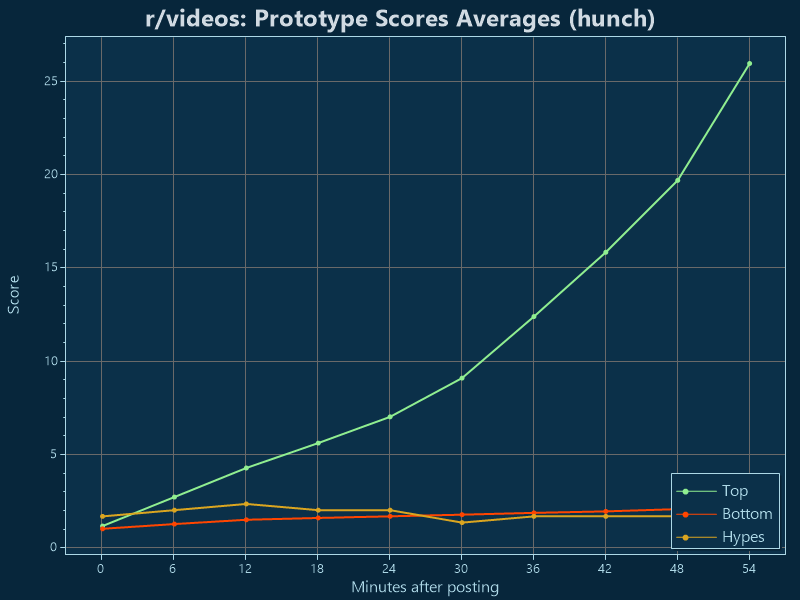 r/videos: Prototype Scores Averages (hunch)
25
20
15
10
5
0
Score
0 6 12 18 24 30 36 42 48 54
Minutes after posting
Top
Bottom
Hypes